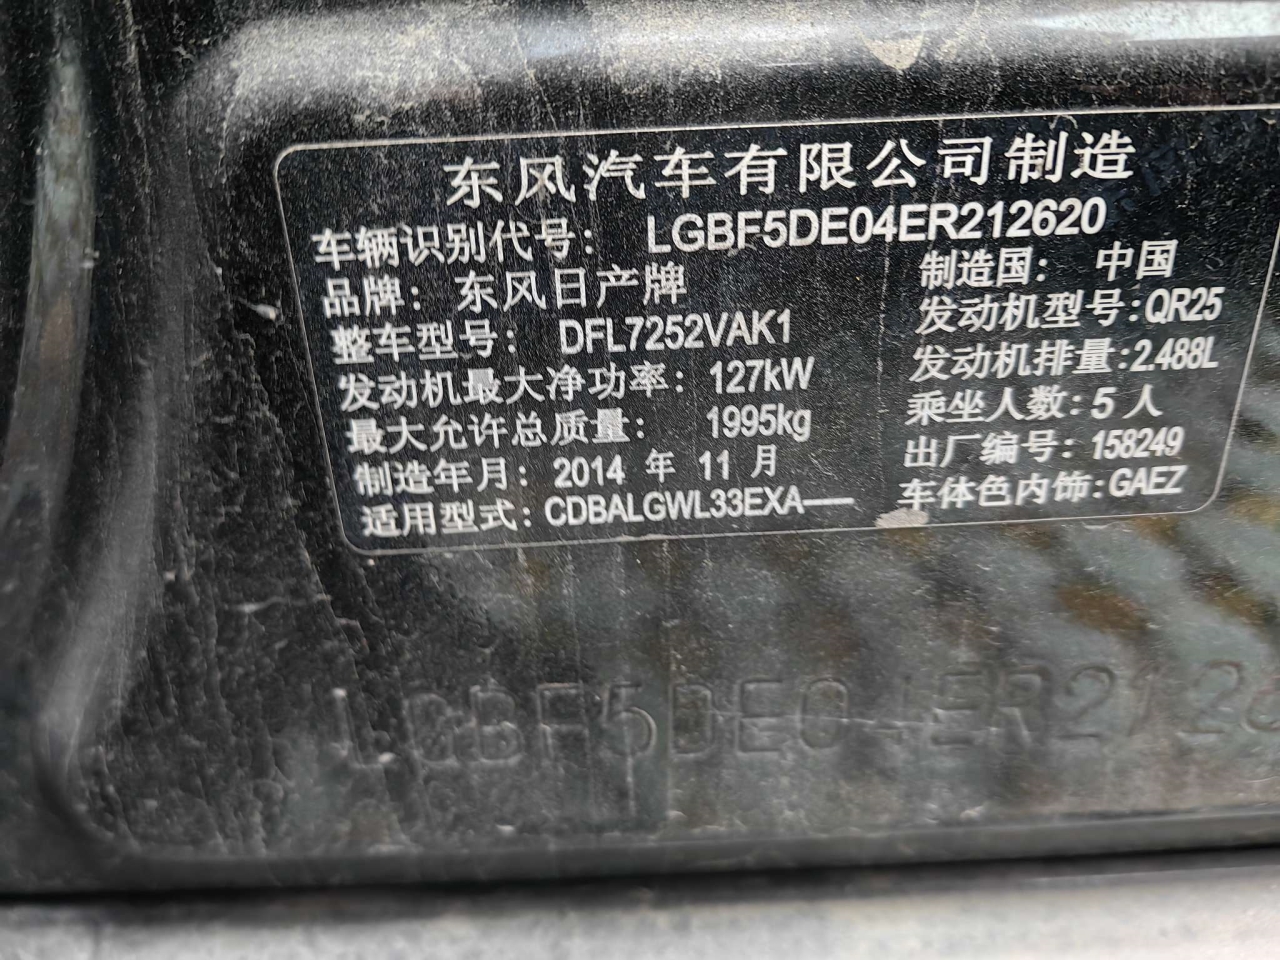 东风汽车有限公司制造
车辆识别代号： LGBF5DE04ER212620
品牌： 东风日产牌 制造国： 中国
整车型号： DFL7252VAK1 发动机型号：QR25
发动机最大净功率：127kW 发动机排量：2.488L
最大允许总质量： 1995kg 乘坐人数：5 人
制造年月：2014 年 11 月 出厂编号：158249
适用型式：CDBALGWL33EXA—— 车体色内饰：GAEZ
LGBF5DE04ER2126